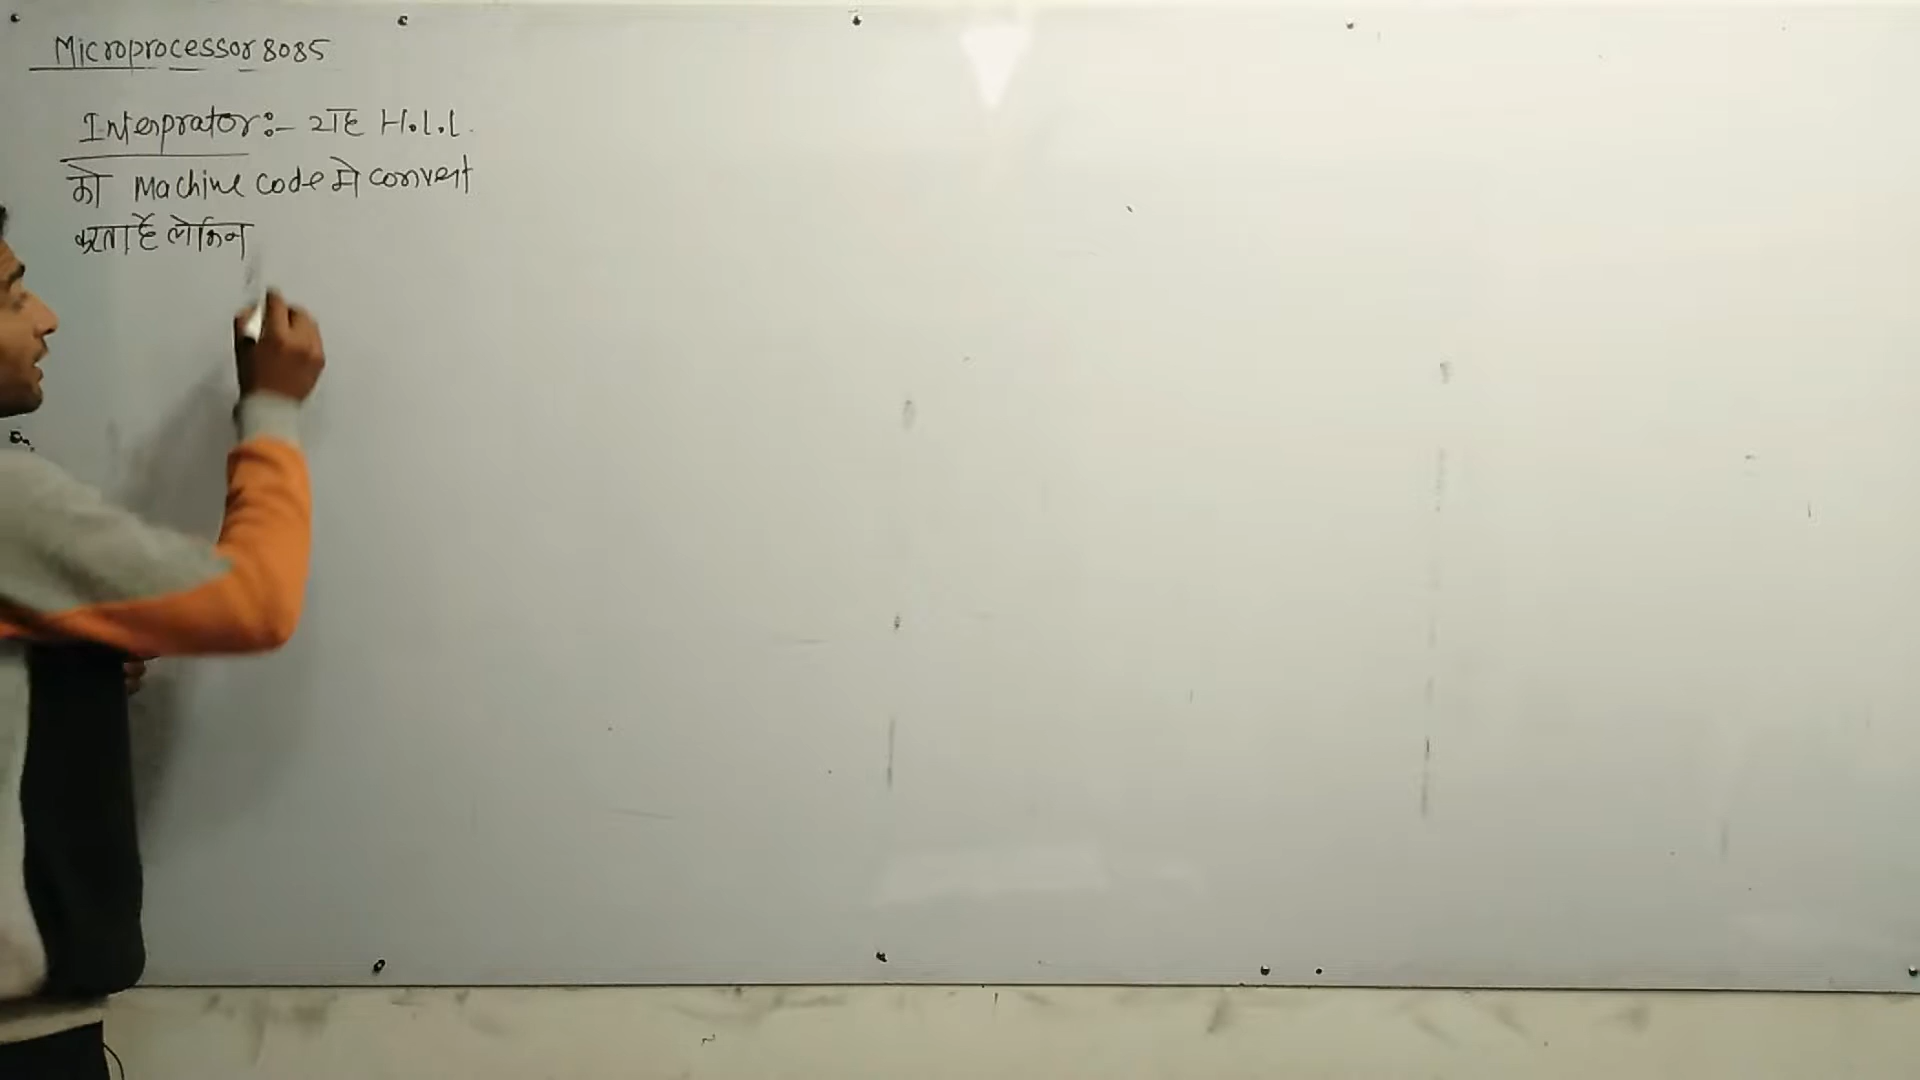 Microprocessor 8085
Interprator :- यह H.L.L.
को Machine code मे convert
करता हैं लेकिन